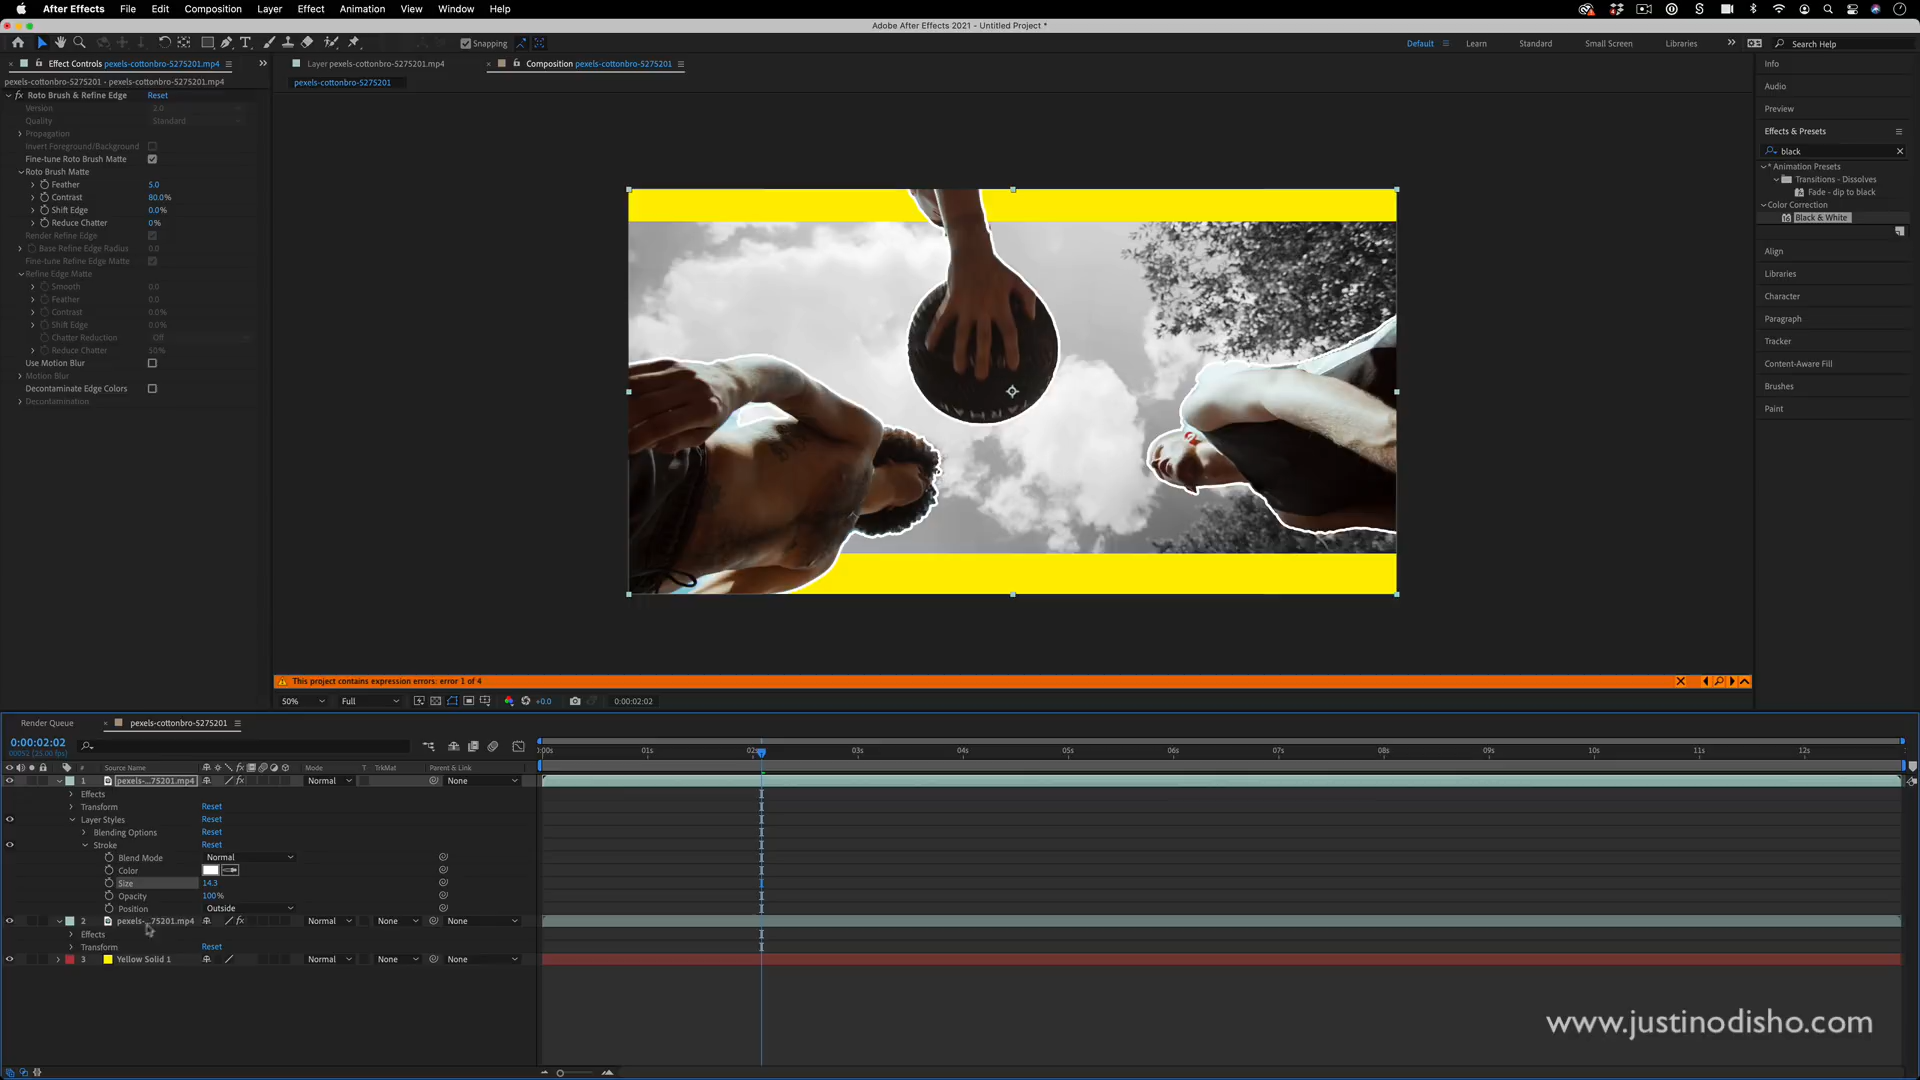 After Effects File Edit Composition Layer Effect Animation View Window Help
Adobe After Effects 2021 - Untitled Project *
Snapping
Default Learn Standard Small Screen Libraries Search Help
Effect Controls pexels-cottonbro-5275201.mp4
Layer pexels-cottonbro-5275201.mp4
Composition pexels-cottonbro-5275201
pexels-cottonbro-5275201 • pexels-cottonbro-5275201.mp4
pexels-cottonbro-5275201
fx Roto Brush & Refine Edge Reset
Version 2.0
Quality Standard
Propagation
Invert Foreground/Background
Fine-tune Roto Brush Matte
Roto Brush Matte
Feather 5.0
Contrast 80.0%
Shift Edge 0.0%
Reduce Chatter 0%
Render Refine Edge
Base Refine Edge Radius 0.0
Fine-tune Refine Edge Matte
Refine Edge Matte
Smooth 0.0
Feather 0.0
Contrast 0.0%
Shift Edge 0.0%
Chatter Reduction Off
Reduce Chatter 50%
Use Motion Blur
Motion Blur
Decontaminate Edge Colors
Decontamination
Info
Audio
Preview
Effects & Presets
black
* Animation Presets
Transitions - Dissolves
Fade - dip to black
Color Correction
Black & White
Align
Libraries
Character
Paragraph
Tracker
Content-Aware Fill
Brushes
Paint
This project contains expression errors: error 1 of 4
50% Full +0.0 0:00:02:02
Render Queue pexels-cottonbro-5275201
0:00:02:02
00052 (25.00 fps)
:00s 01s 02s 03s 04s 05s 06s 07s 08s 09s 10s 11s 12s
# Source Name fx Mode T TrkMat Parent & Link
1 pexels-...75201.mp4 fx Normal None
Effects
Transform Reset
Layer Styles Reset
Blending Options Reset
Stroke Reset
Blend Mode Normal
Color
Size 14.3
Opacity 100%
Position Outside
2 pexels-...75201.mp4 fx Normal None None
Effects
Transform Reset
3 Yellow Solid 1 Normal None None
www.justinodisho.com